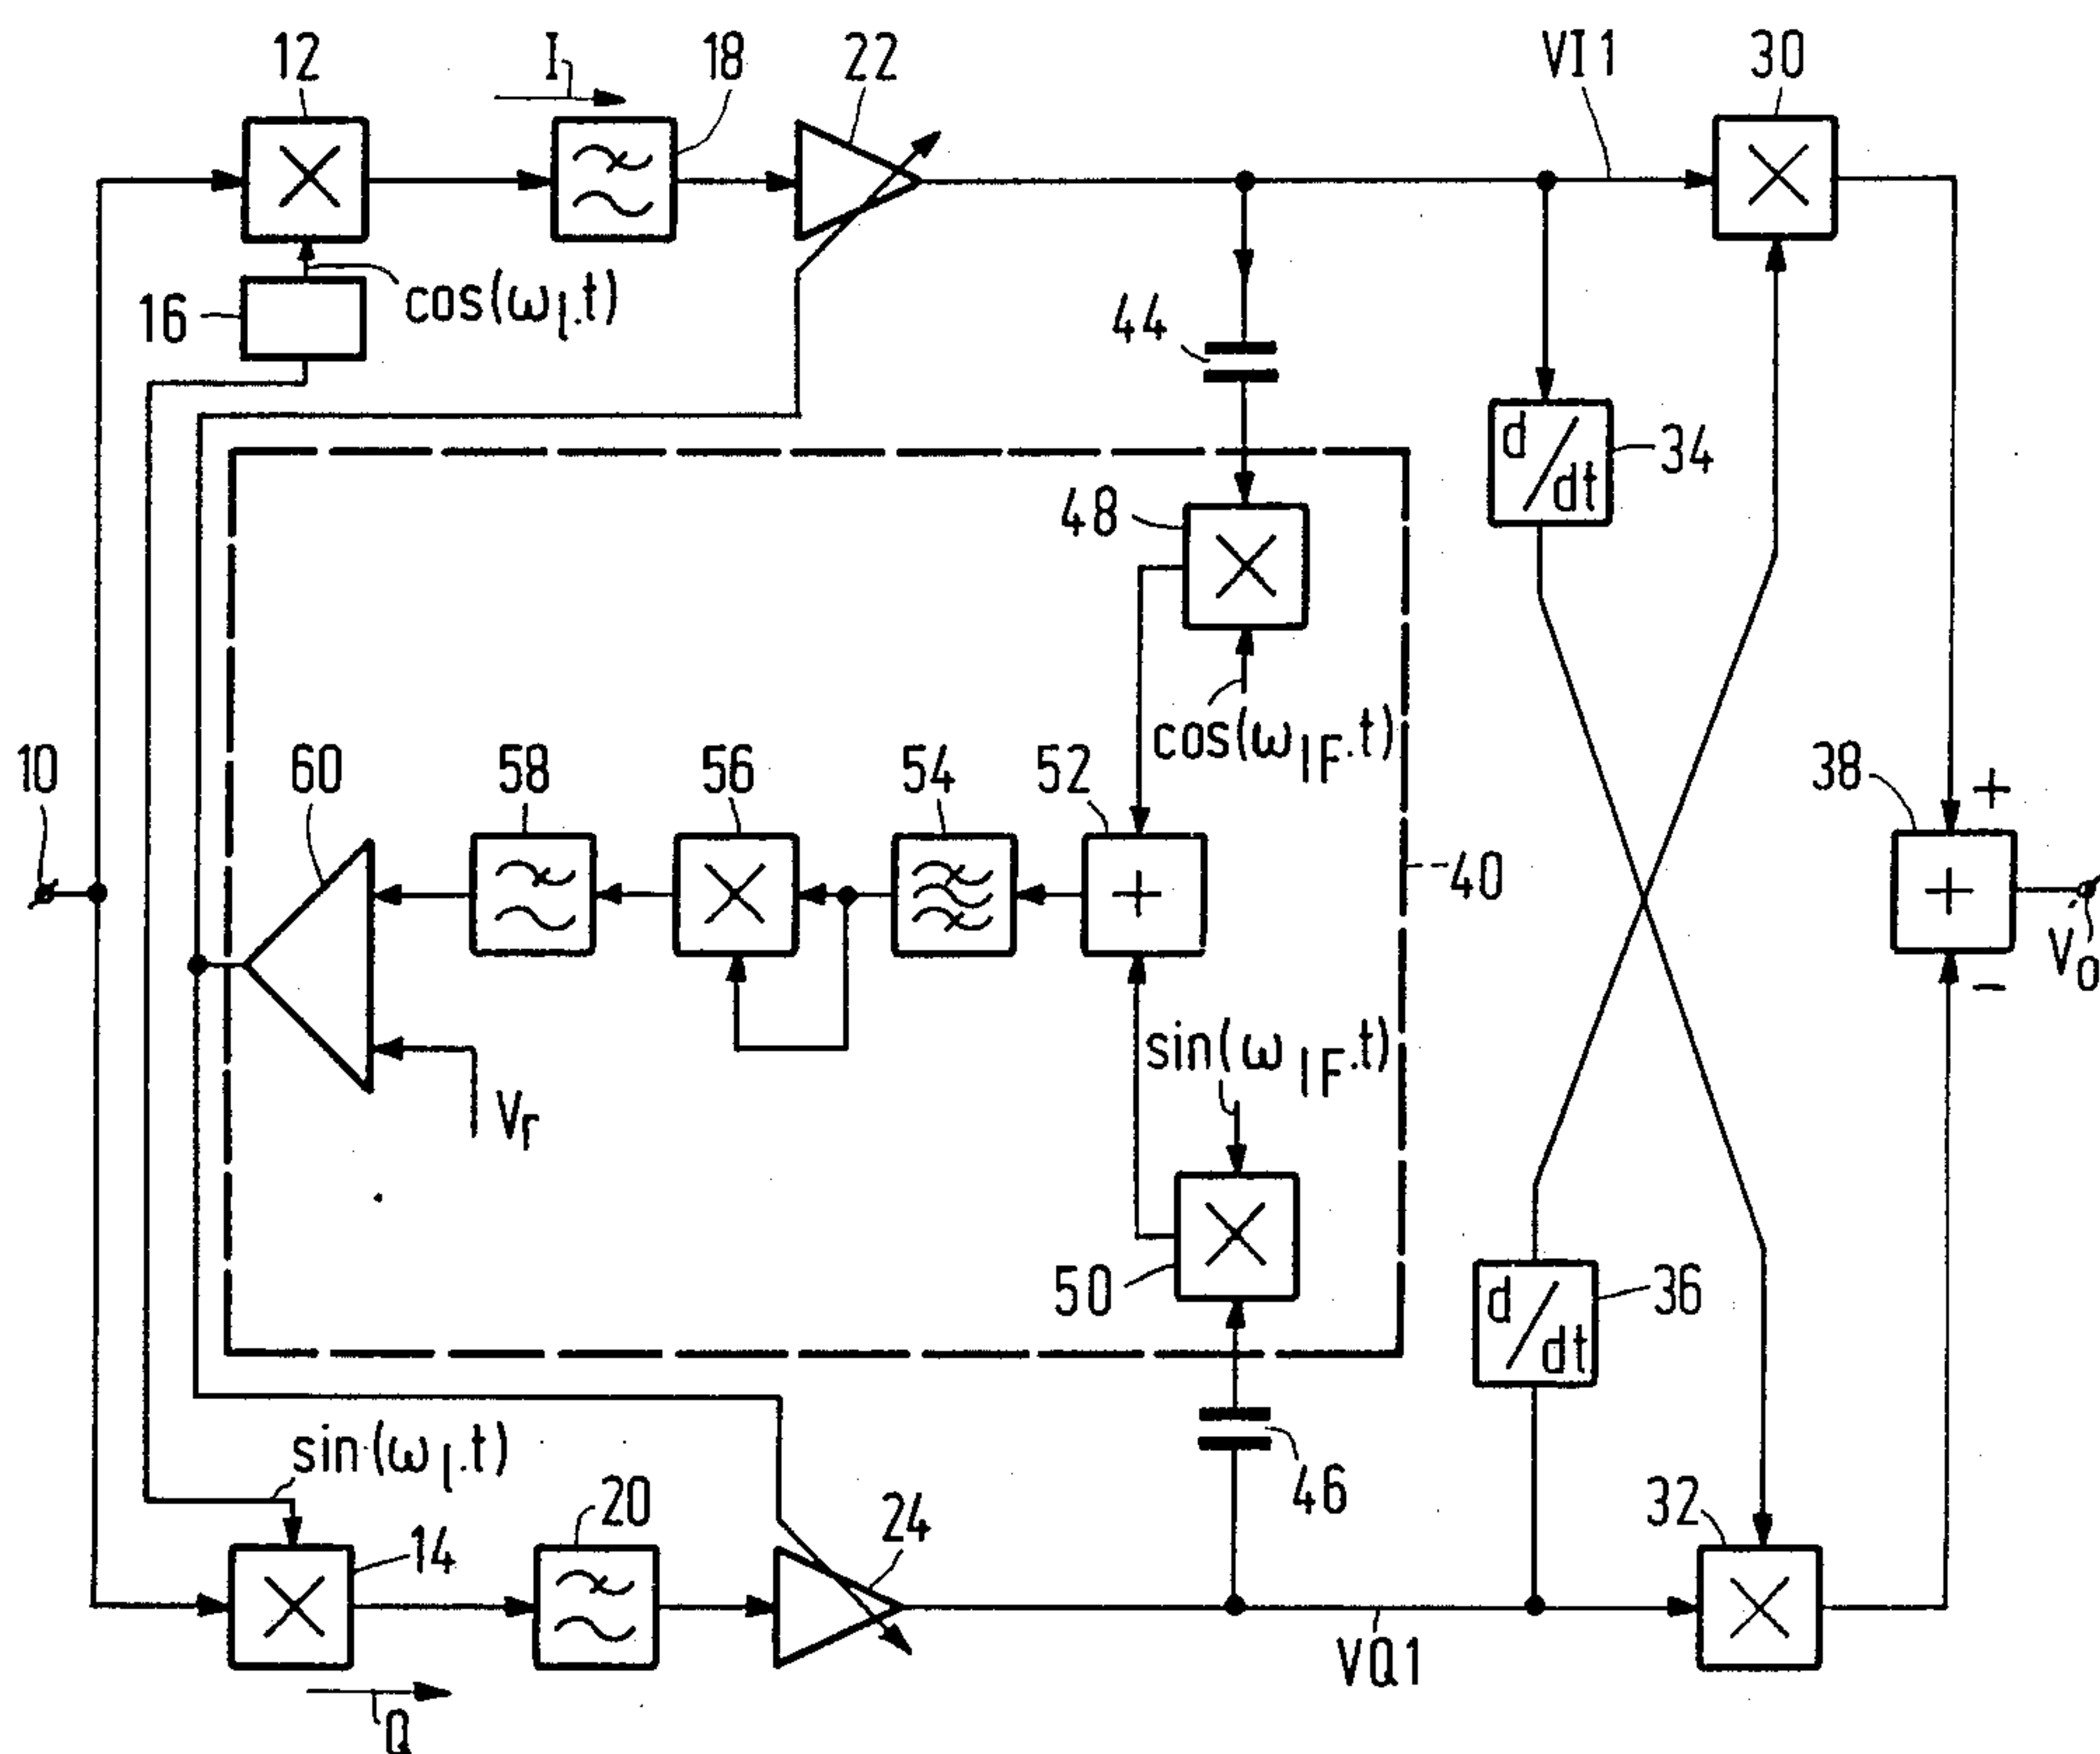 12
I
18
22
VI1
30
16
cos(ωl.t)
44
d/dt
34
48
cos(ωIF.t)
10
60
58
56
54
52
40
38
+
+
+
−
Vo
Vr
sin(ωIF.t)
50
d/dt
36
sin(ωl.t)
14
20
24
46
VQ1
32
Q